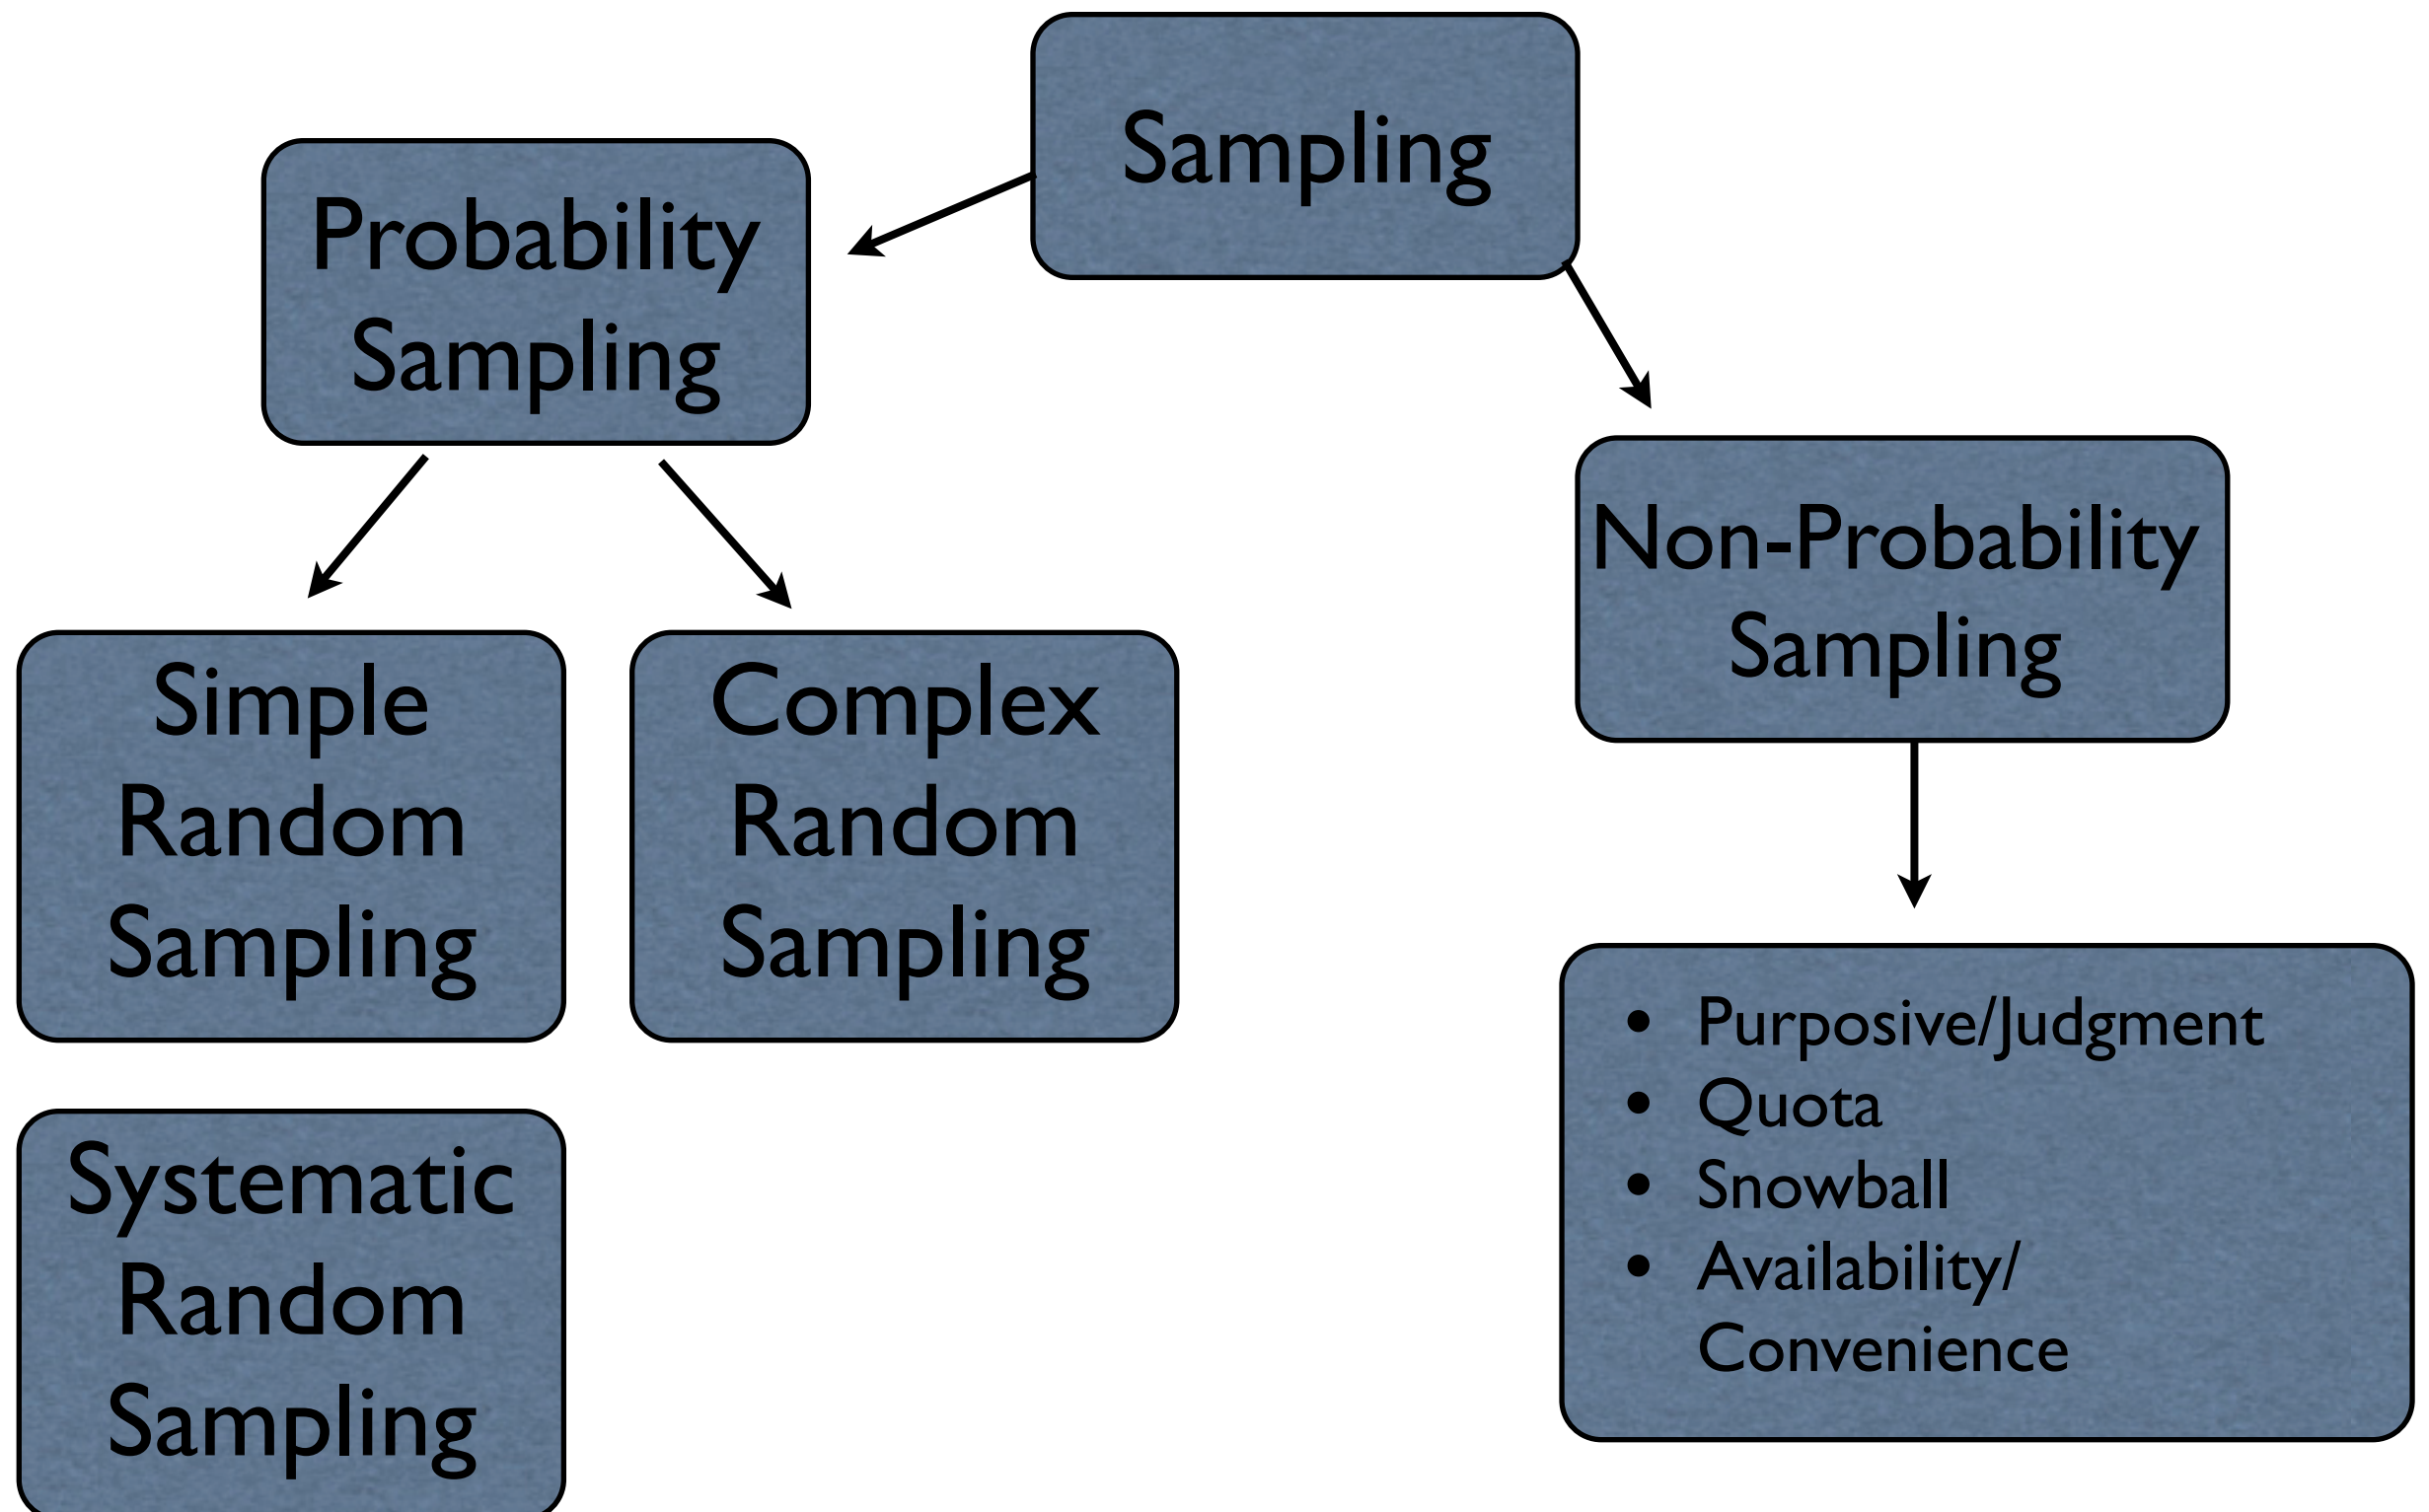 Sampling
Probability
Sampling
Non-Probability
Sampling
Simple
Random
Sampling
Complex
Random
Sampling
Systematic
Random
Sampling
• Purposive/Judgment
• Quota
• Snowball
• Availability/
Convenience